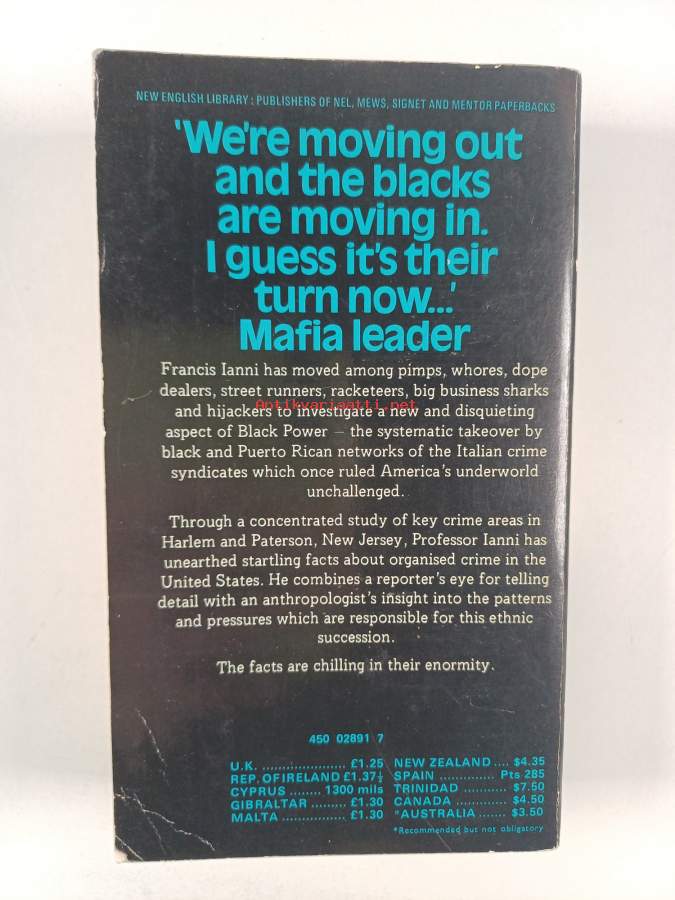 NEW ENGLISH LIBRARY : PUBLISHERS OF NEL, MEWS, SIGNET AND MENTOR PAPERBACKS
'We're moving out
and the blacks
are moving in.
I guess it's their
turn now...'
Mafia leader
Francis Ianni has moved among pimps, whores, dope
dealers, street runners, racketeers, big business sharks
and hijackers to investigate a new and disquieting
Antikvariaatti.net
aspect of Black Power – the systematic takeover by
black and Puerto Rican networks of the Italian crime
syndicates which once ruled America's underworld
unchallenged.
Through a concentrated study of key crime areas in
Harlem and Paterson, New Jersey, Professor Ianni has
unearthed startling facts about organised crime in the
United States. He combines a reporter's eye for telling
detail with an anthropologist's insight into the patterns
and pressures which are responsible for this ethnic
succession.
The facts are chilling in their enormity.
450 02891 7
U.K. ..................... £1.25 NEW ZEALAND .... $4.35
REP. OF IRELAND £1.37½ SPAIN .............. Pts 285
CYPRUS ........ 1300 mils TRINIDAD ........... $7.50
GIBRALTAR ......... £1.30 CANADA ............. $4.50
MALTA ................ £1.30 *AUSTRALIA ....... $3.50
*Recommended but not obligatory